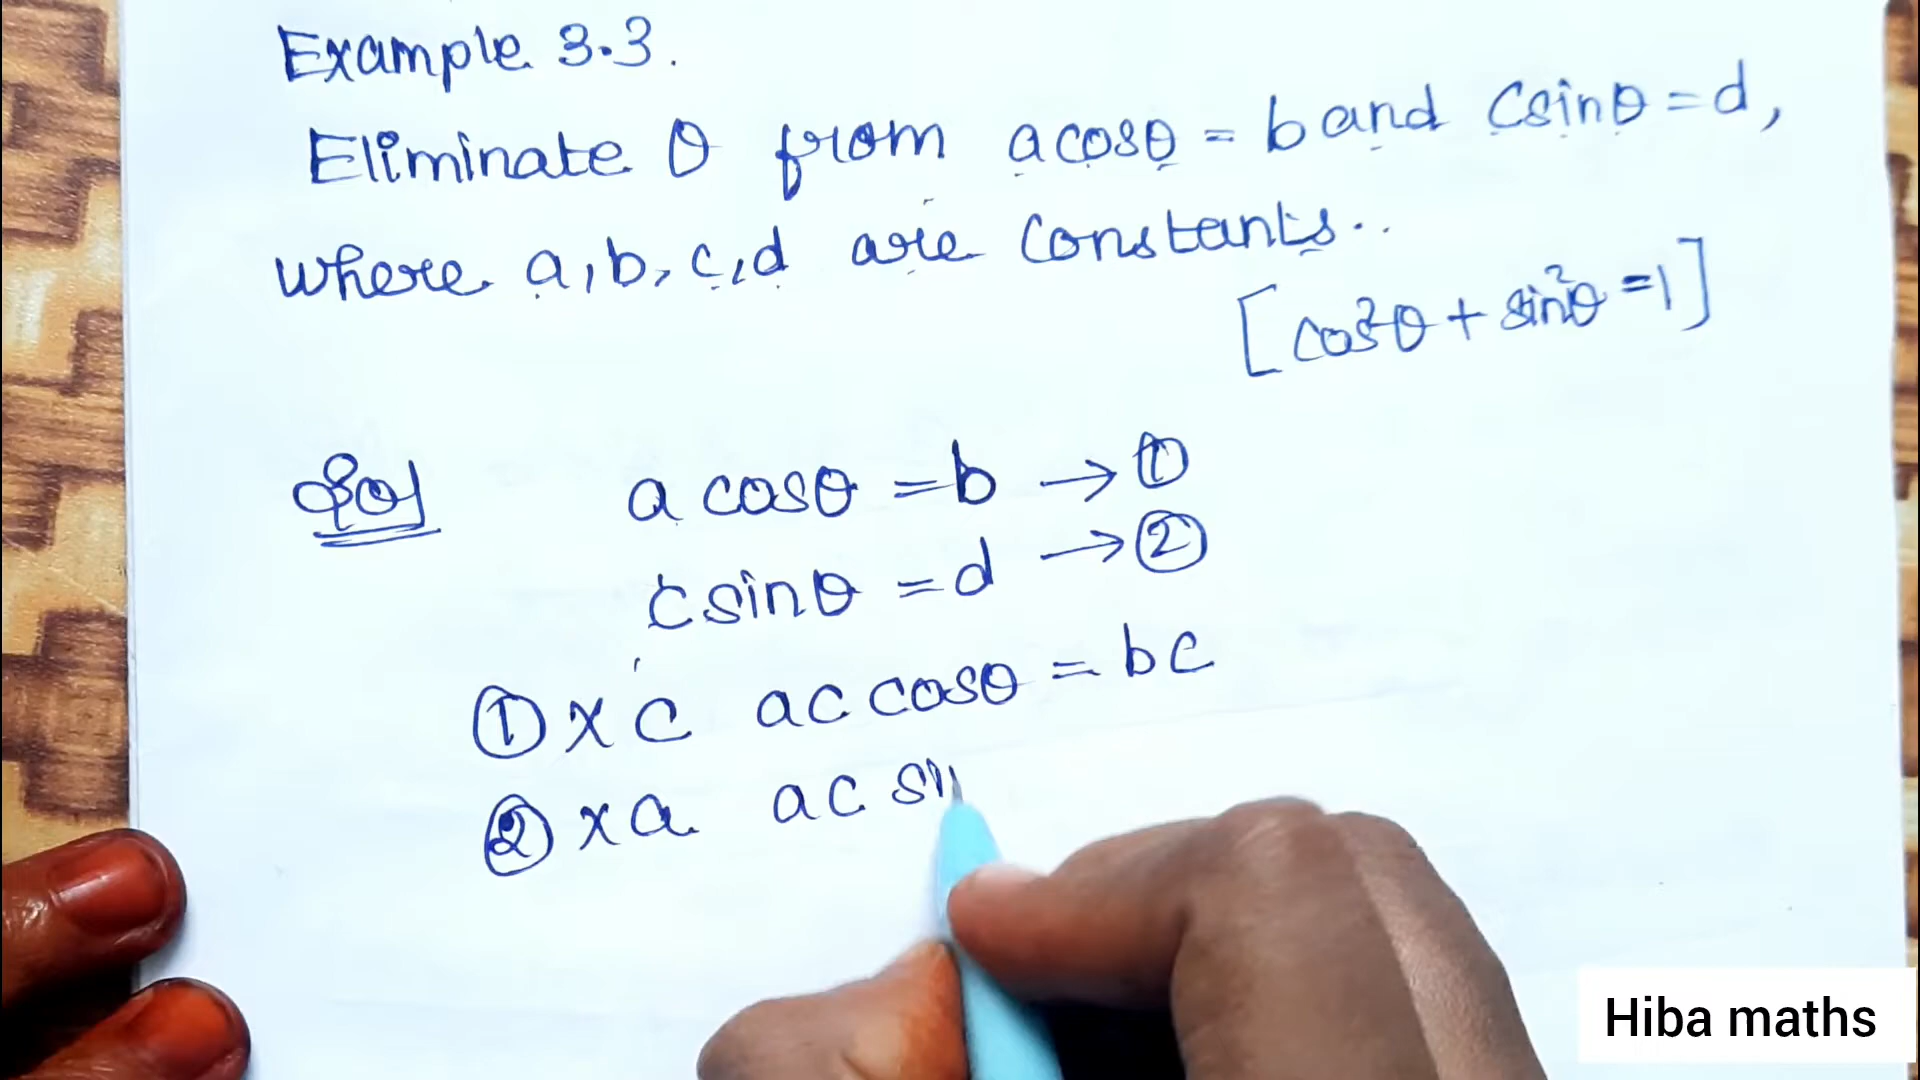 Example 3.3.
Eliminate θ from a cosθ = b and c sinθ = d,
where a, b, c, d are constants..
[cos²θ + sin²θ = 1]
Sol a cosθ = b → ①
c sinθ = d → ②
① × c ac cosθ = bc
② × a ac
Hiba maths